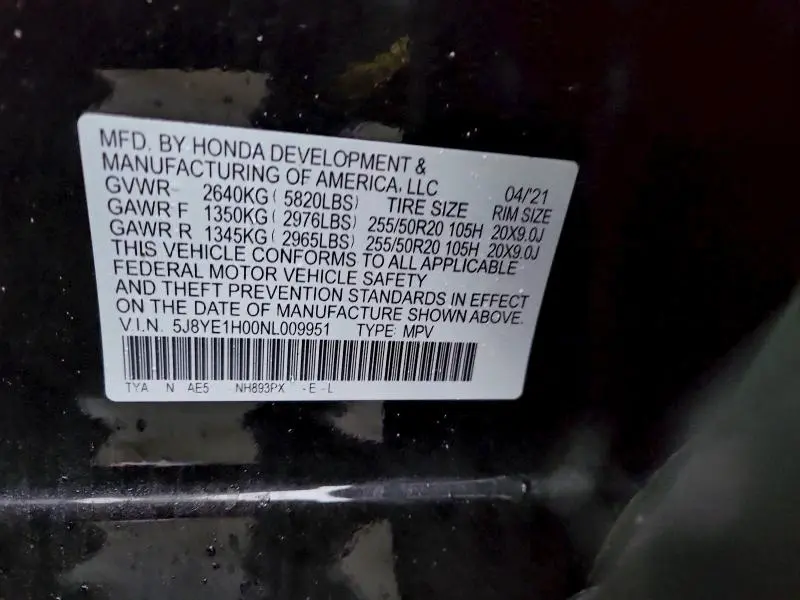 MFD. BY HONDA DEVELOPMENT &
MANUFACTURING OF AMERICA, LLC 04/'21
GVWR 2640KG ( 5820LBS) TIRE SIZE RIM SIZE
GAWR F 1350KG ( 2976LBS) 255/50R20 105H 20X9.0J
GAWR R 1345KG ( 2965LBS) 255/50R20 105H 20X9.0J
THIS VEHICLE CONFORMS TO ALL APPLICABLE
FEDERAL MOTOR VEHICLE SAFETY
AND THEFT PREVENTION STANDARDS IN EFFECT
ON THE DATE OF MANUFACTURE SHOWN ABOVE.
V.I.N. 5J8YE1H00NL009951 TYPE: MPV
TYA N AE5 NH893PX -E -L